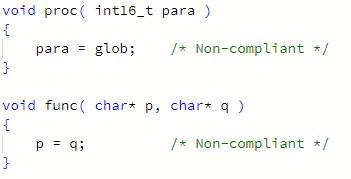 void proc( int16_t para )
{
    para = glob;    /* Non-compliant */
}
void func( char* p, char* q )
{
    p = q;          /* Non-compliant */
}